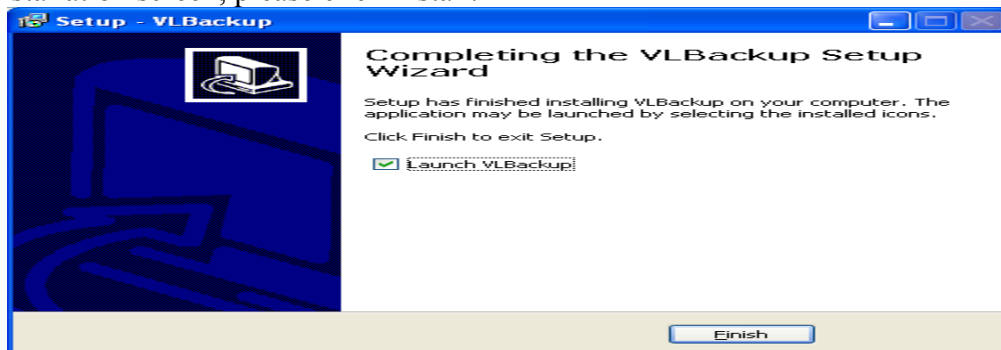 Setup - VLBackup
Completing the VLBackup Setup
Wizard
Setup has finished installing VLBackup on your computer. The
application may be launched by selecting the installed icons.
Click Finish to exit Setup.
Launch VLBackup
Finish